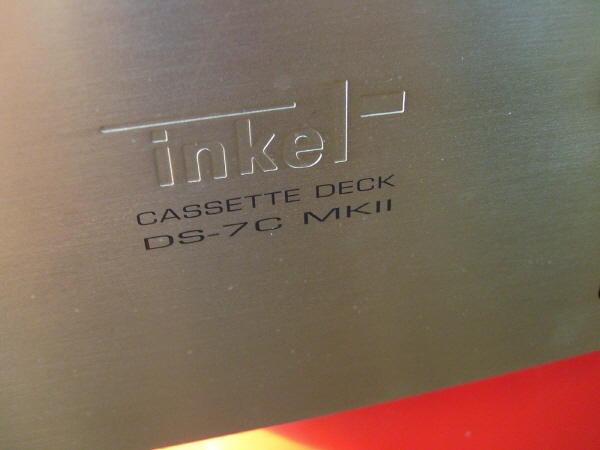 inkel
CASSETTE DECK
DS-7C MKII